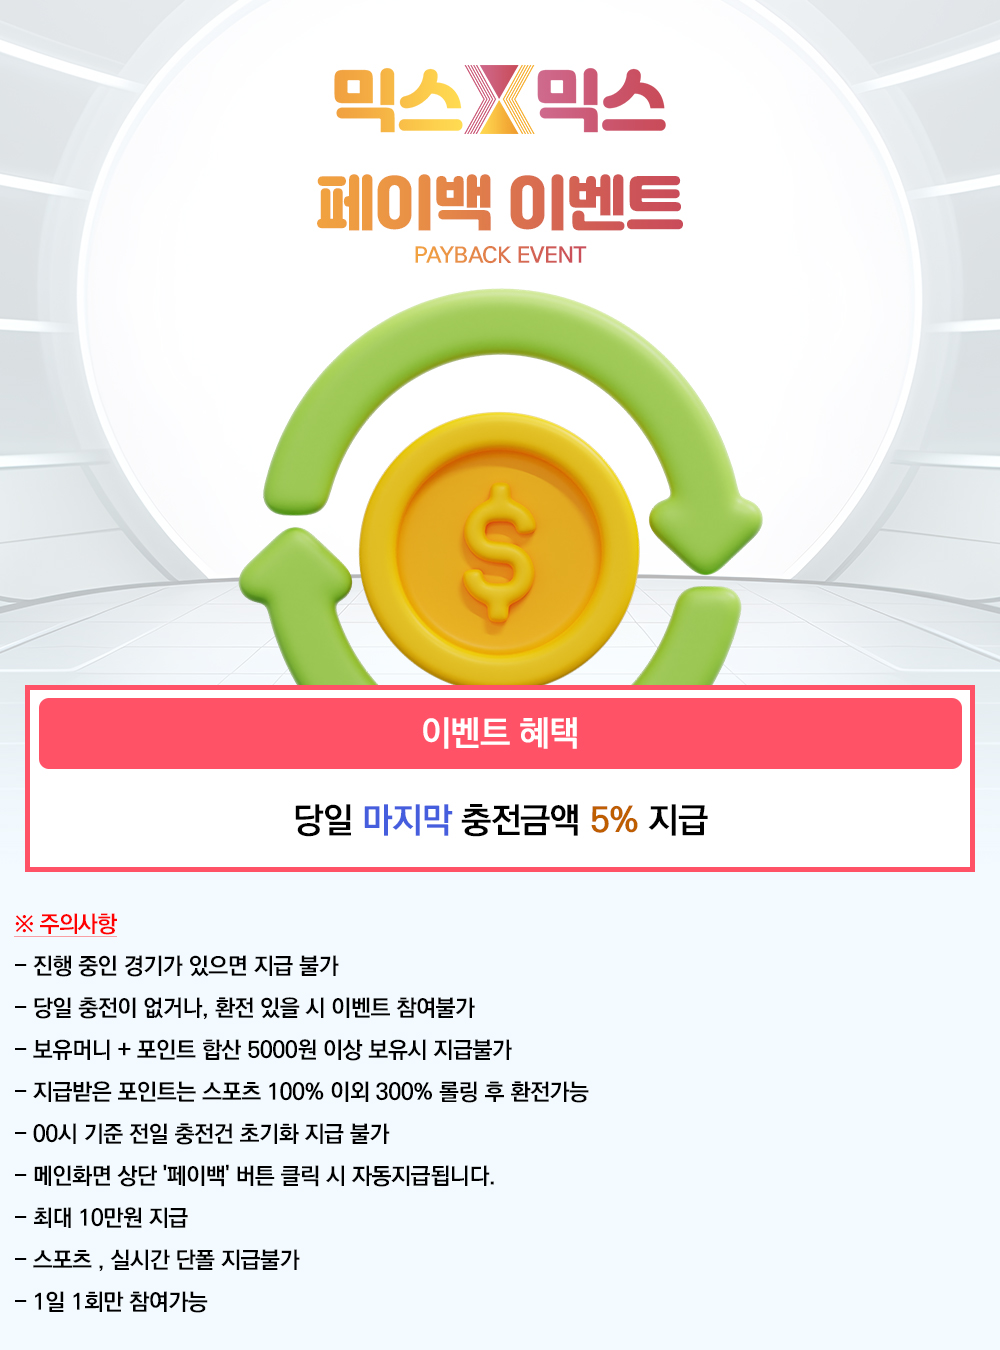 믹스X믹스
페이백 이벤트
PAYBACK EVENT
$
이벤트 혜택
당일 마지막 충전금액 5% 지급
※ 주의사항
- 진행 중인 경기가 있으면 지급 불가
- 당일 충전이 없거나, 환전 있을 시 이벤트 참여불가
- 보유머니 + 포인트 합산 5000원 이상 보유시 지급불가
- 지급받은 포인트는 스포츠 100% 이외 300% 롤링 후 환전가능
- 00시 기준 전일 충전건 초기화 지급 불가
- 메인화면 상단 '페이백' 버튼 클릭 시 자동지급됩니다.
- 최대 10만원 지급
- 스포츠 , 실시간 단폴 지급불가
- 1일 1회만 참여가능